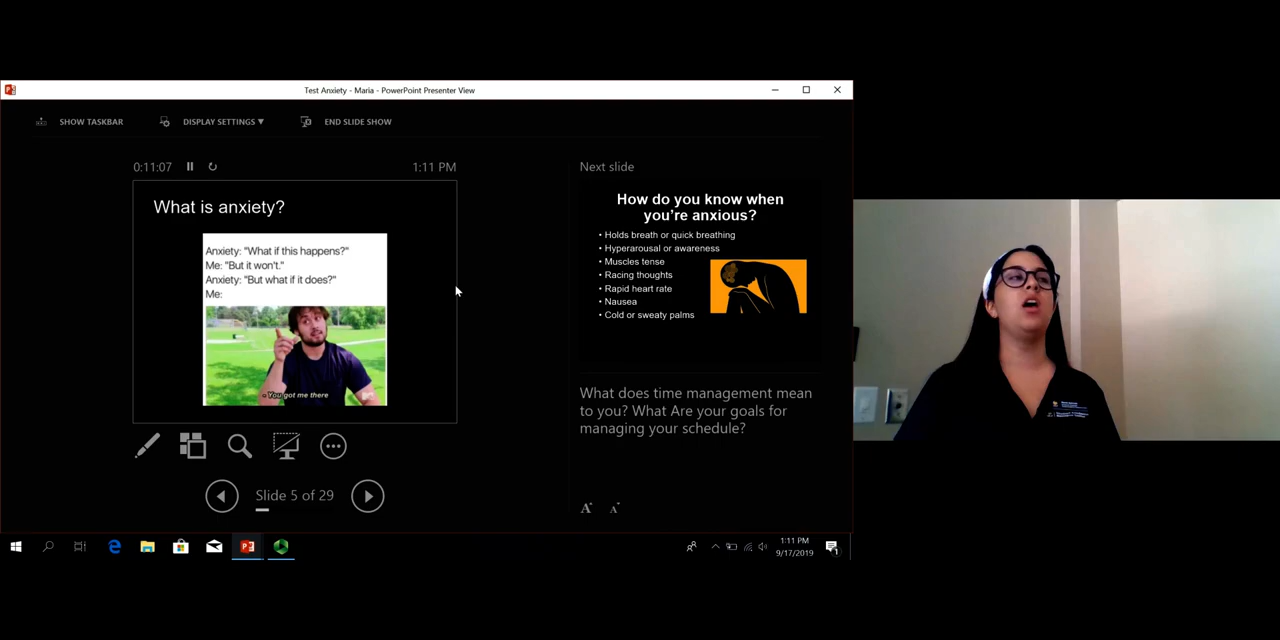 Test Anxiety - Maria - PowerPoint Presenter View
SHOW TASKBAR
DISPLAY SETTINGS ▼
END SLIDE SHOW
0:11:07
1:11 PM
What is anxiety?
Anxiety: "What if this happens?"
Me: "But it won't."
Anxiety: "But what if it does?"
Me:
You got me there
Slide 5 of 29
Next slide
How do you know when
you're anxious?
• Holds breath or quick breathing
• Hyperarousal or awareness
• Muscles tense
• Racing thoughts
• Rapid heart rate
• Nausea
• Cold or sweaty palms
What does time management mean
to you? What Are your goals for
managing your schedule?
A A
1:11 PM
9/17/2019